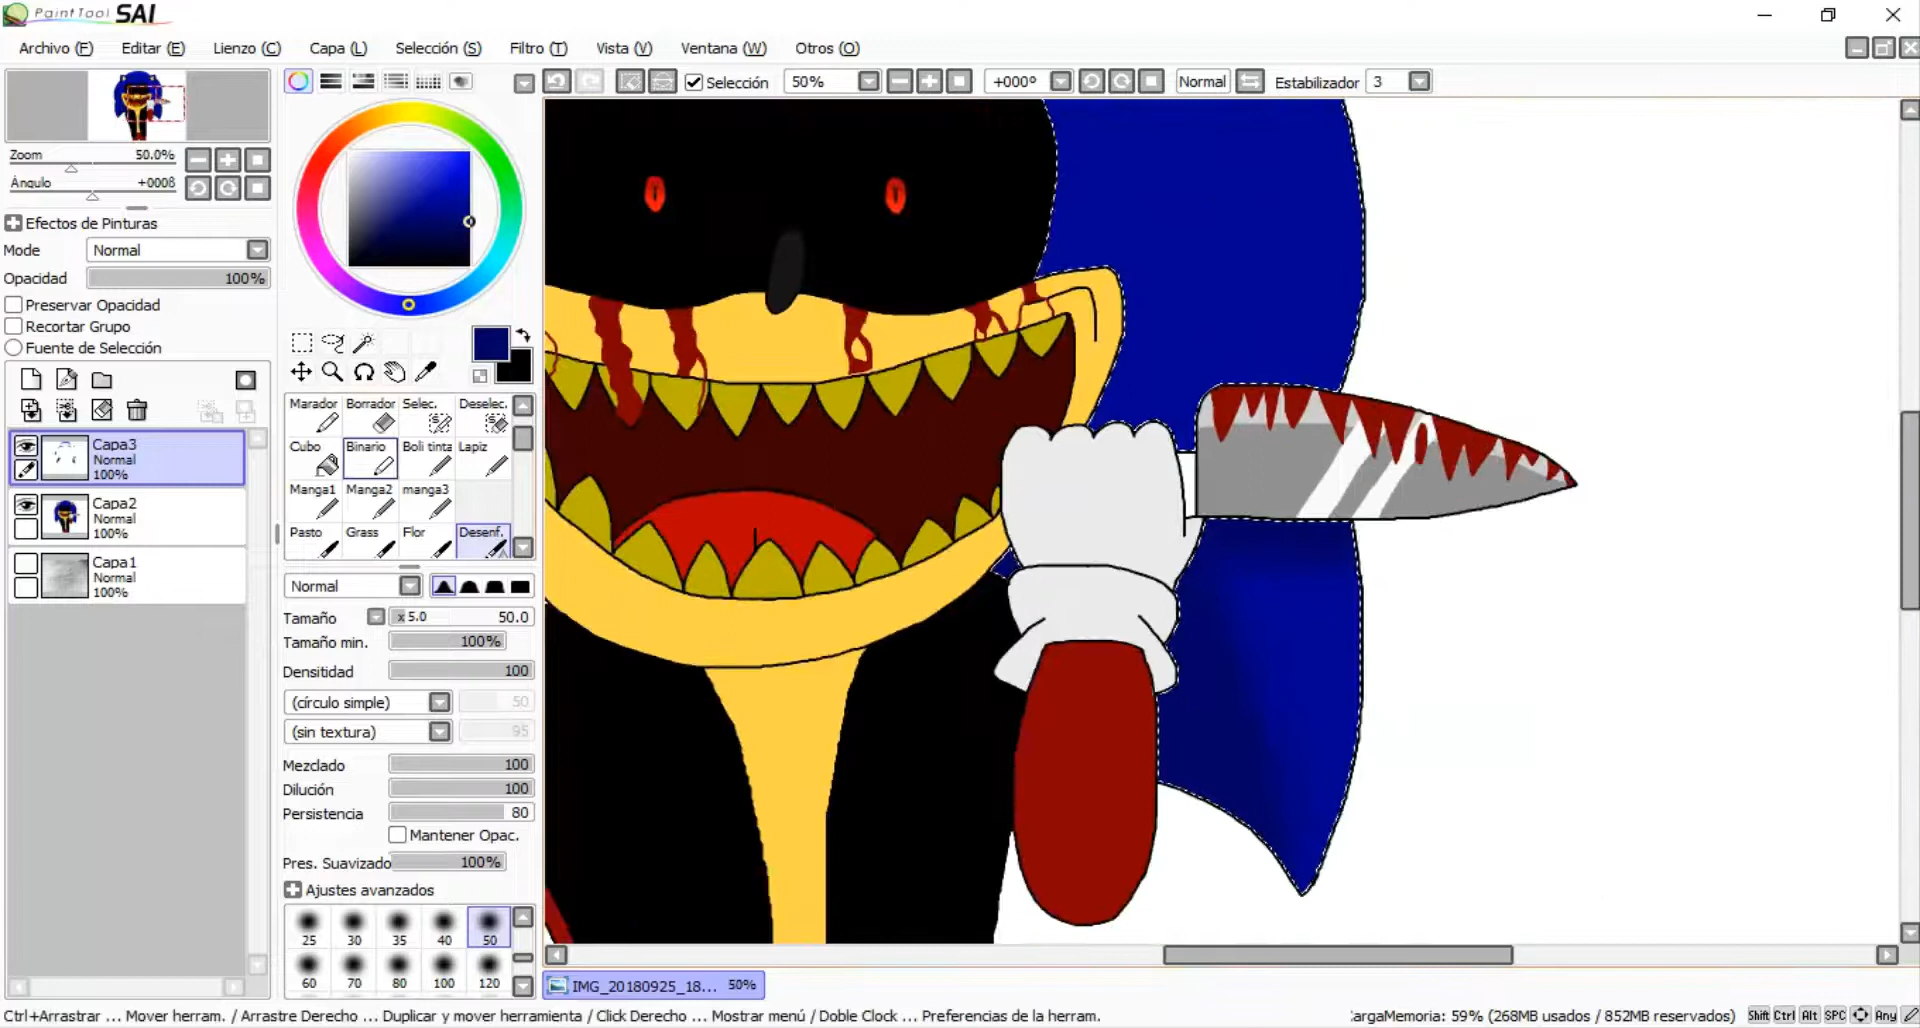 PaintTool SAI
Archivo (F) Editar (E) Lienzo (C) Capa (L) Selección (S) Filtro (T) Vista (V) Ventana (W) Otros (O)
Selección 50% +000º Normal Estabilizador 3
Zoom 50.0%
Ángulo +000ß
Efectos de Pinturas
Mode Normal
Opacidad 100%
Preservar Opacidad
Recortar Grupo
Fuente de Selección
Capa3
Normal
100%
Capa2
Normal
100%
Capa1
Normal
100%
Marador Borrador Selec. Deselec.
Cubo Binario Boli tinta Lapiz
Manga1 Manga2 manga3
Pasto Grass Flor Desenf.
Normal
Tamaño x 5.0 50.0
Tamaño min. 100%
Densitidad 100
(círculo simple) 50
(sin textura) 95
Mezclado 100
Dilución 100
Persistencia 80
Mantener Opac.
Pres. Suavizado 100%
Ajustes avanzados
25 30 35 40 50
60 70 80 100 120
IMG_20180925_18... 50%
Ctrl+Arrastrar ... Mover herram. / Arrastre Derecho ... Duplicar y mover herramienta / Click Derecho ... Mostrar menú / Doble Clock ... Preferencias de la herram.
:argaMemoria: 59% (268MB usados / 852MB reservados) Shift Ctrl Alt SPC Any